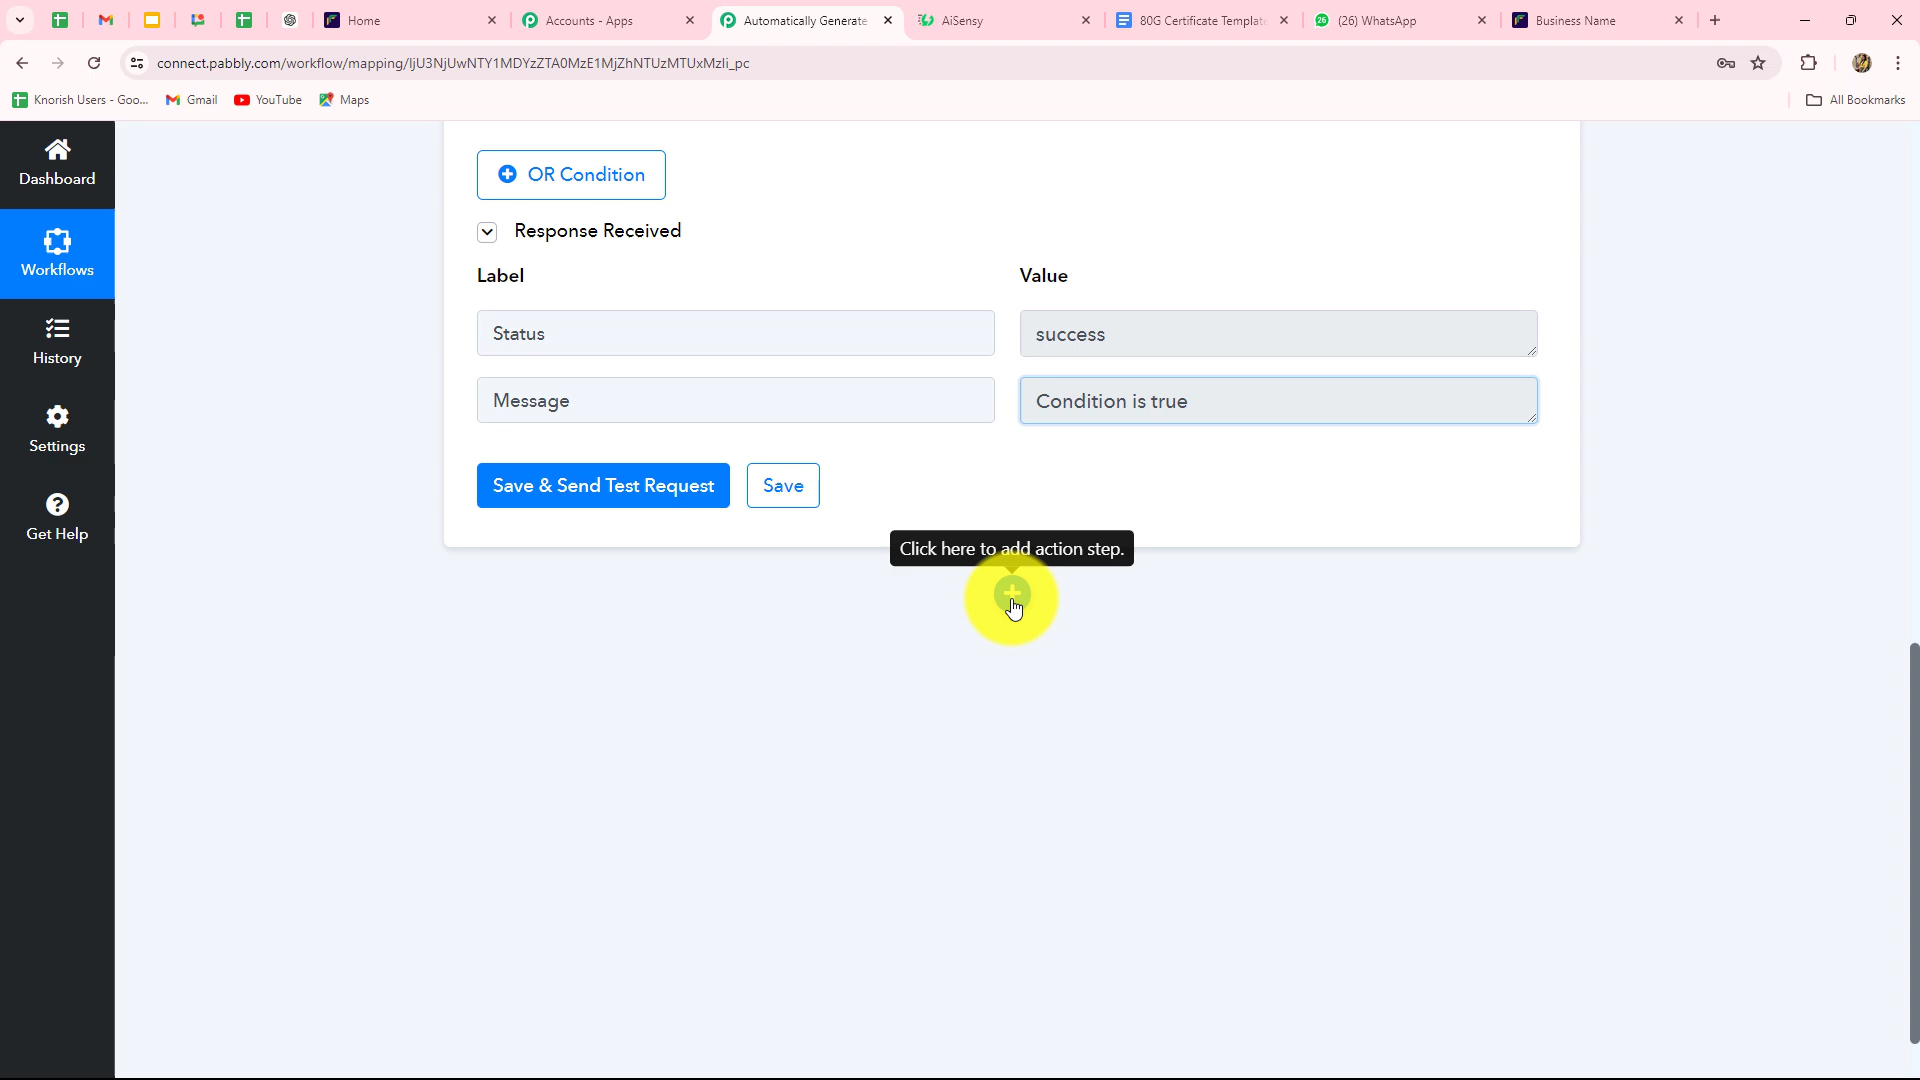 Home
Accounts - Apps
Automatically Generate
AiSensy
80G Certificate Templat
26
(26) WhatsApp
Business Name
connect.pabbly.com/workflow/mapping/IjU3NjUwNTY1MDYzZTA0MzE1MjZhNTUzMTUxMzIi_pc
Knorish Users - Goo...
Gmail
YouTube
Maps
All Bookmarks
Dashboard
Workflows
History
Settings
Get Help
OR Condition
Response Received
Label
Value
Status
success
Message
Condition is true
Save & Send Test Request
Save
Click here to add action step.